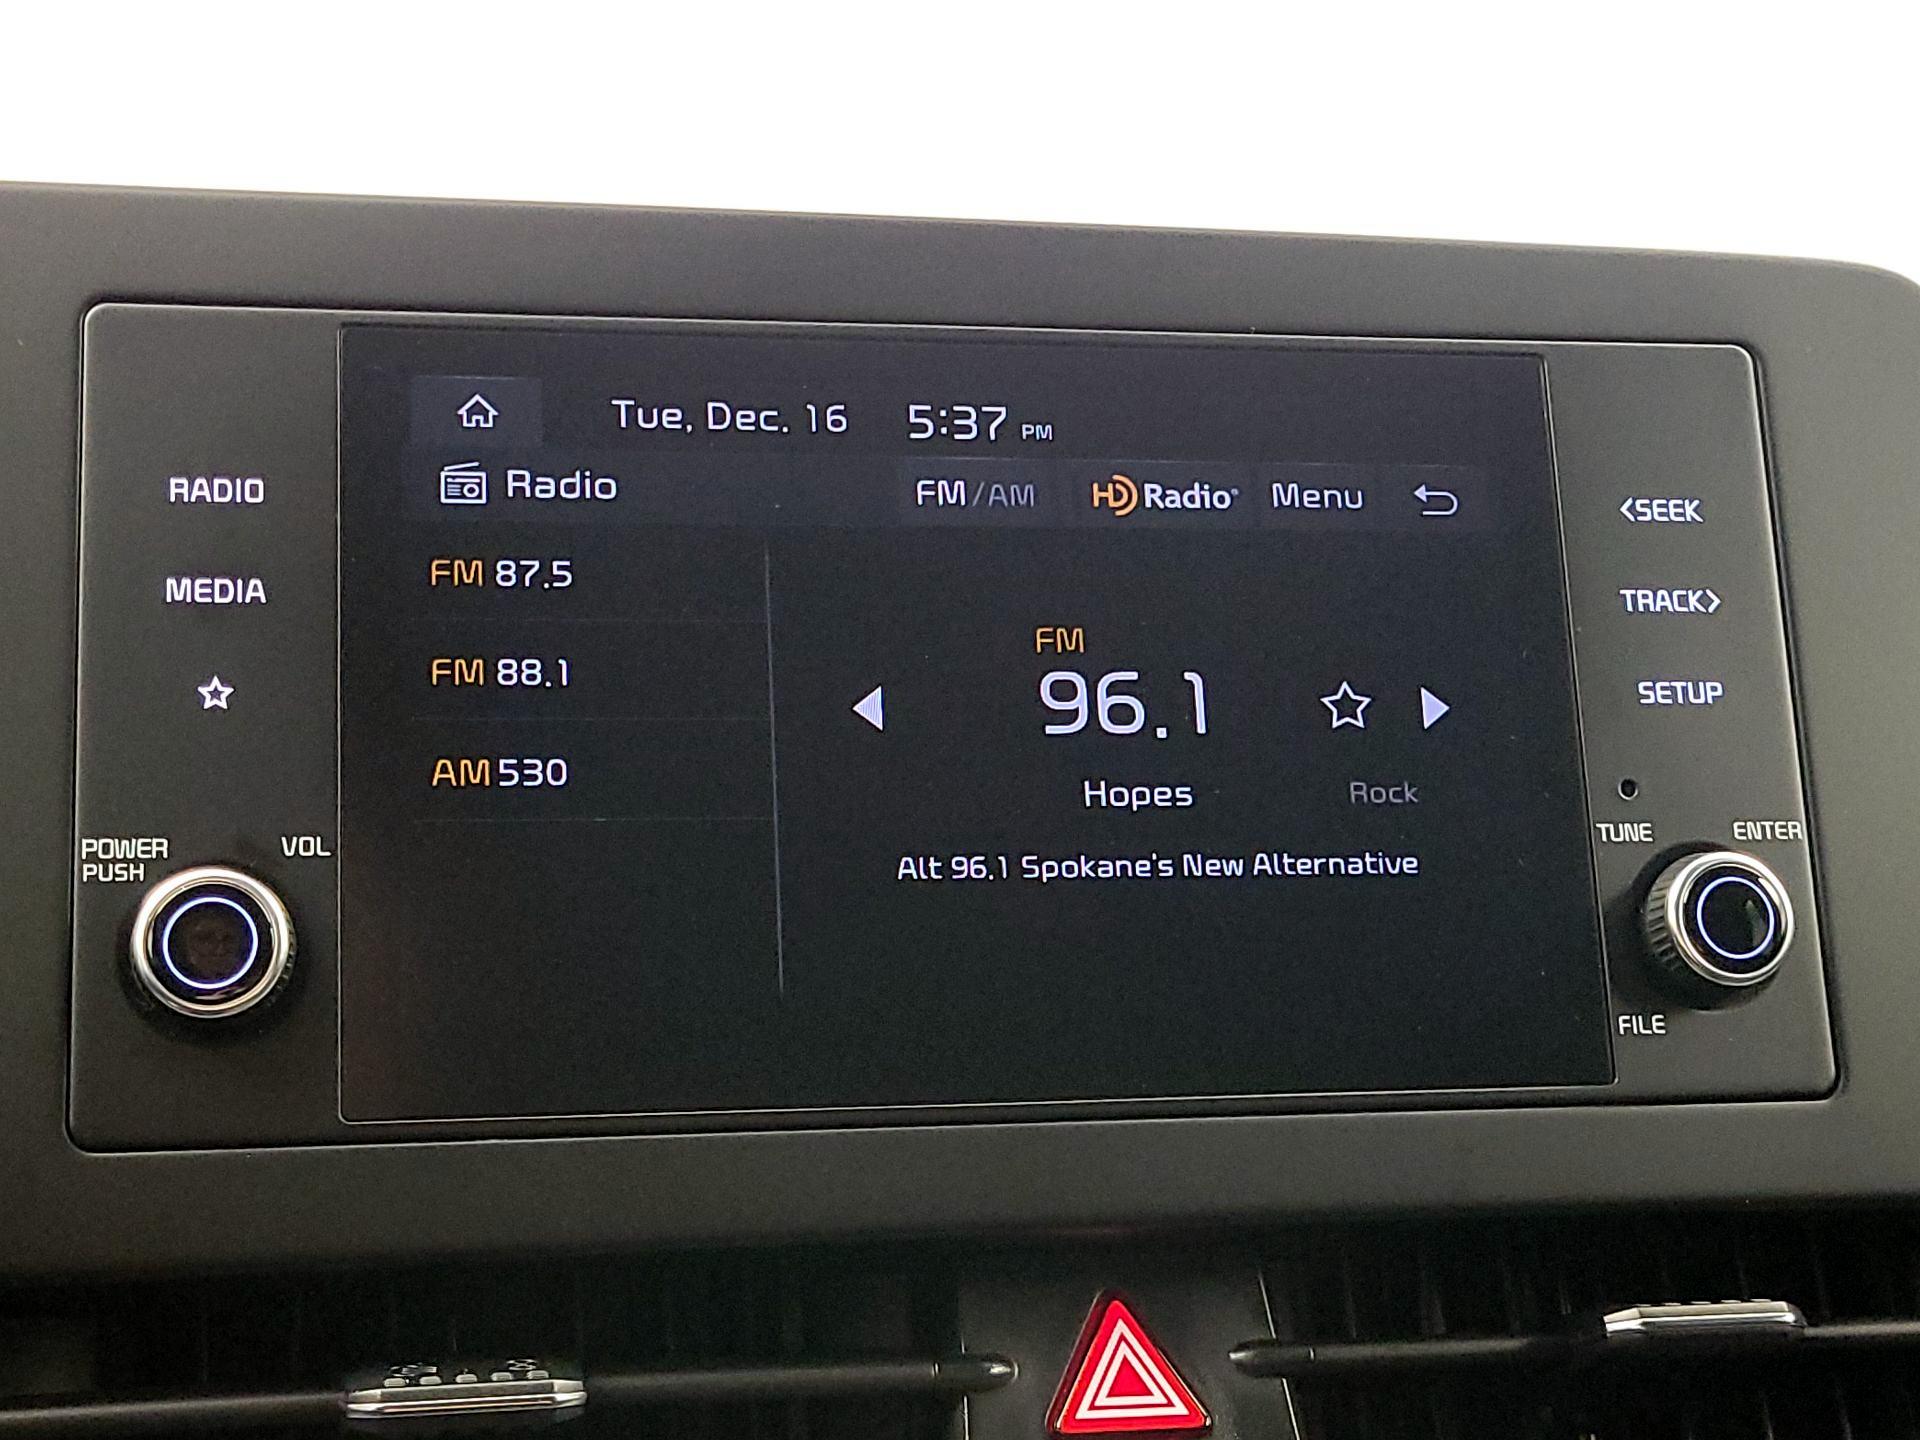 Tue, Dec. 16 5:37 PM
Radio FM/AM HD Radio® Menu
RADIO
MEDIA
POWER PUSH
VOL
FM 87.5
FM 88.1
AM 530
FM
96.1
Hopes Rock
Alt 96.1 Spokane's New Alternative
<SEEK
TRACK>
SETUP
TUNE ENTER
FILE